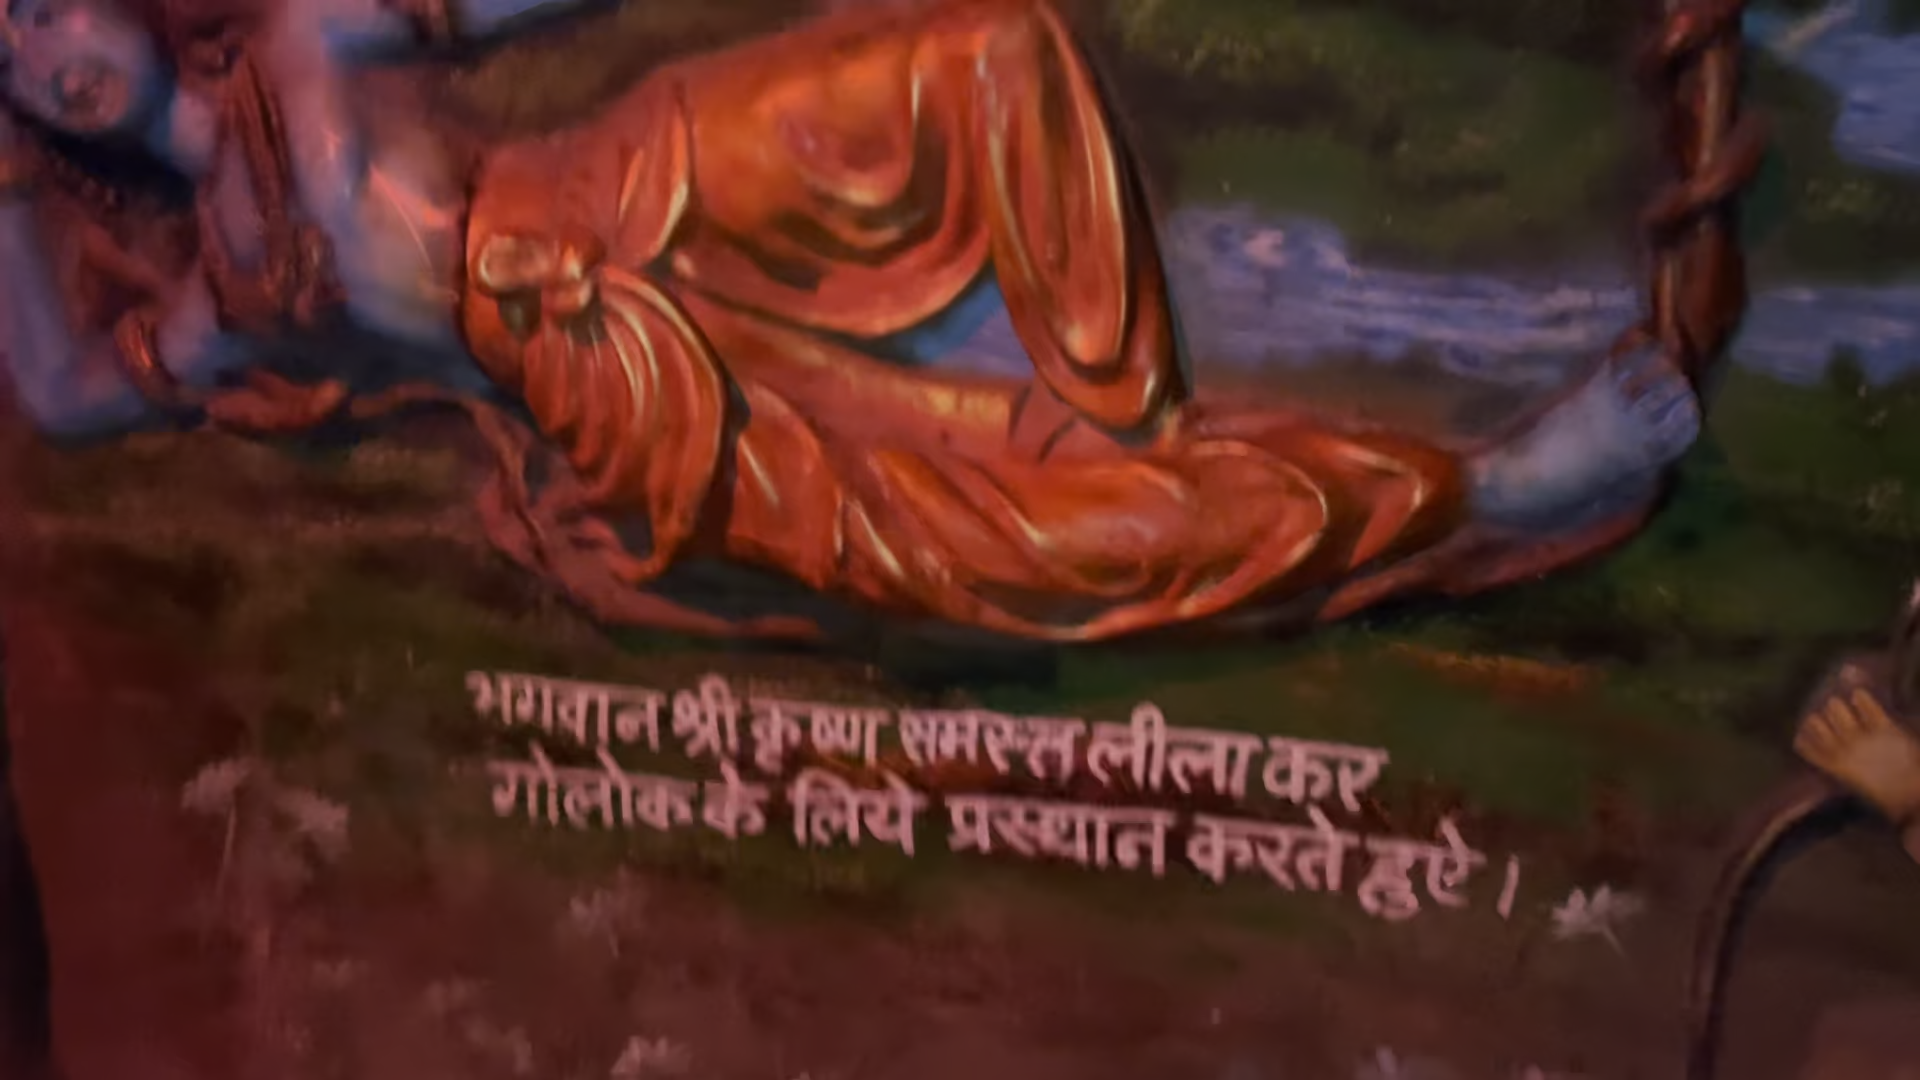 भगवान श्री कृष्ण समस्त लीला कर
गोलोक के लिये प्रस्थान करते हुऐ ।